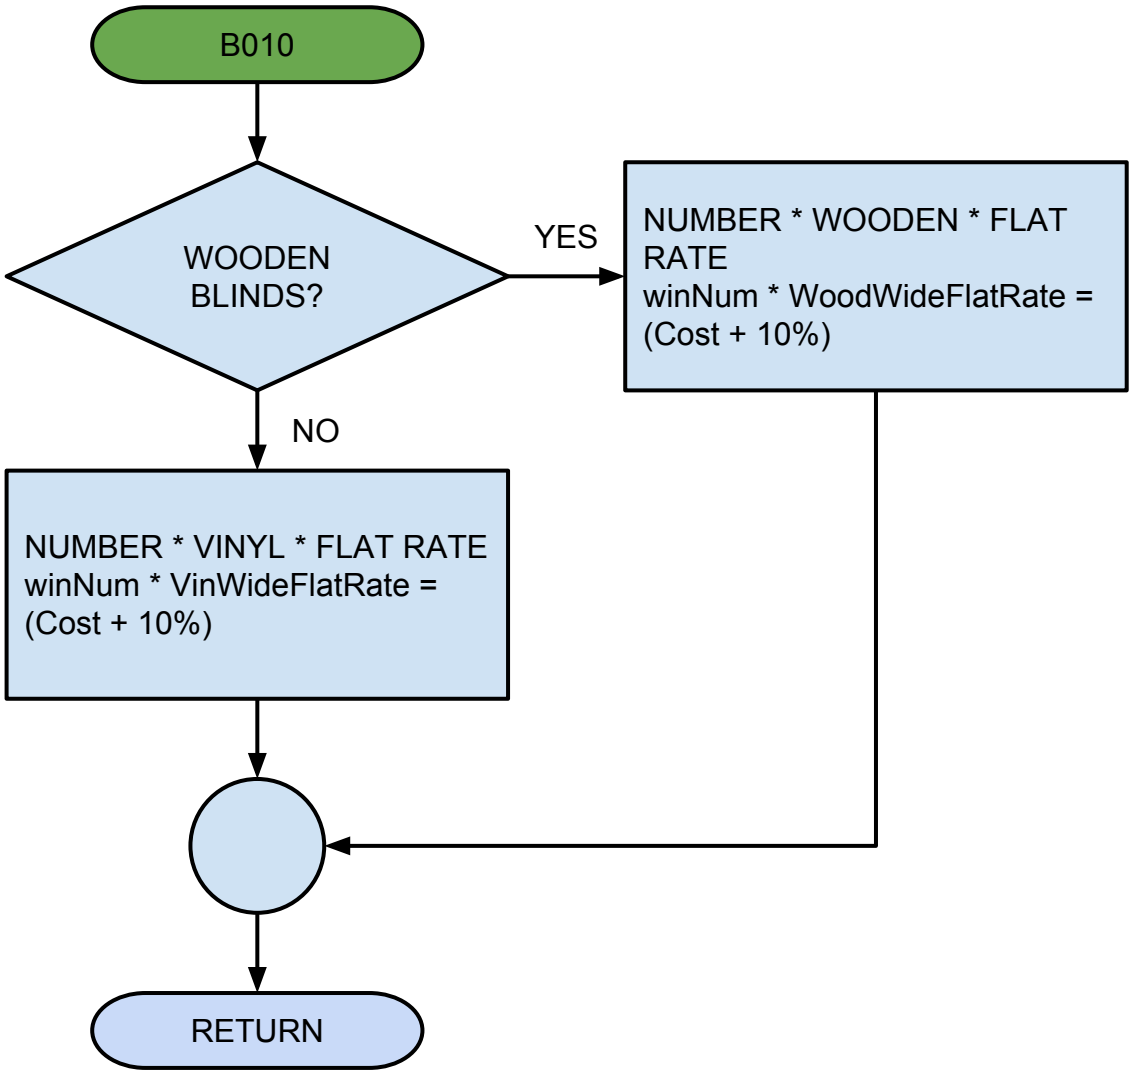 B010
WOODEN
BLINDS?
YES
NUMBER * WOODEN * FLAT
RATE
winNum * WoodWideFlatRate =
(Cost + 10%)
NO
NUMBER * VINYL * FLAT RATE
winNum * VinWideFlatRate =
(Cost + 10%)
RETURN